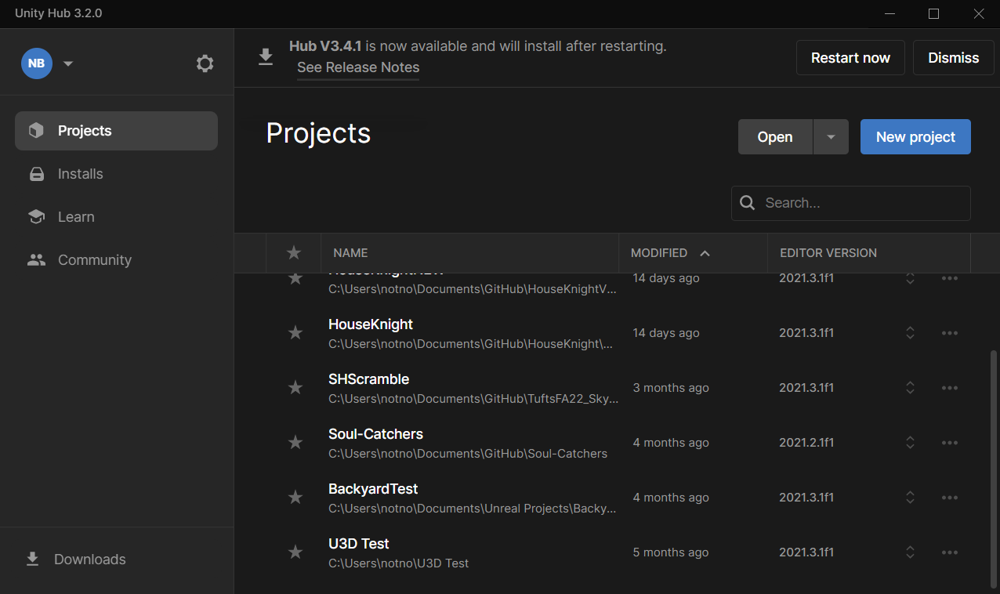 Unity Hub 3.2.0
NB
Projects
Installs
Learn
Community
Downloads
Hub V3.4.1 is now available and will install after restarting.
See Release Notes
Restart now
Dismiss
Projects
Open
New project
Search...
NAME MODIFIED EDITOR VERSION
14 days ago 2021.3.1f1
C:\Users\notno\Documents\GitHub\HouseKnightV...
HouseKnight
C:\Users\notno\Documents\GitHub\HouseKnight\...
14 days ago 2021.3.1f1
SHScramble
C:\Users\notno\Documents\GitHub\TuftsFA22_Sky...
3 months ago 2021.3.1f1
Soul-Catchers
C:\Users\notno\Documents\GitHub\Soul-Catchers
4 months ago 2021.2.1f1
BackyardTest
C:\Users\notno\Documents\Unreal Projects\Backy...
4 months ago 2021.3.1f1
U3D Test
C:\Users\notno\U3D Test
5 months ago 2021.3.1f1